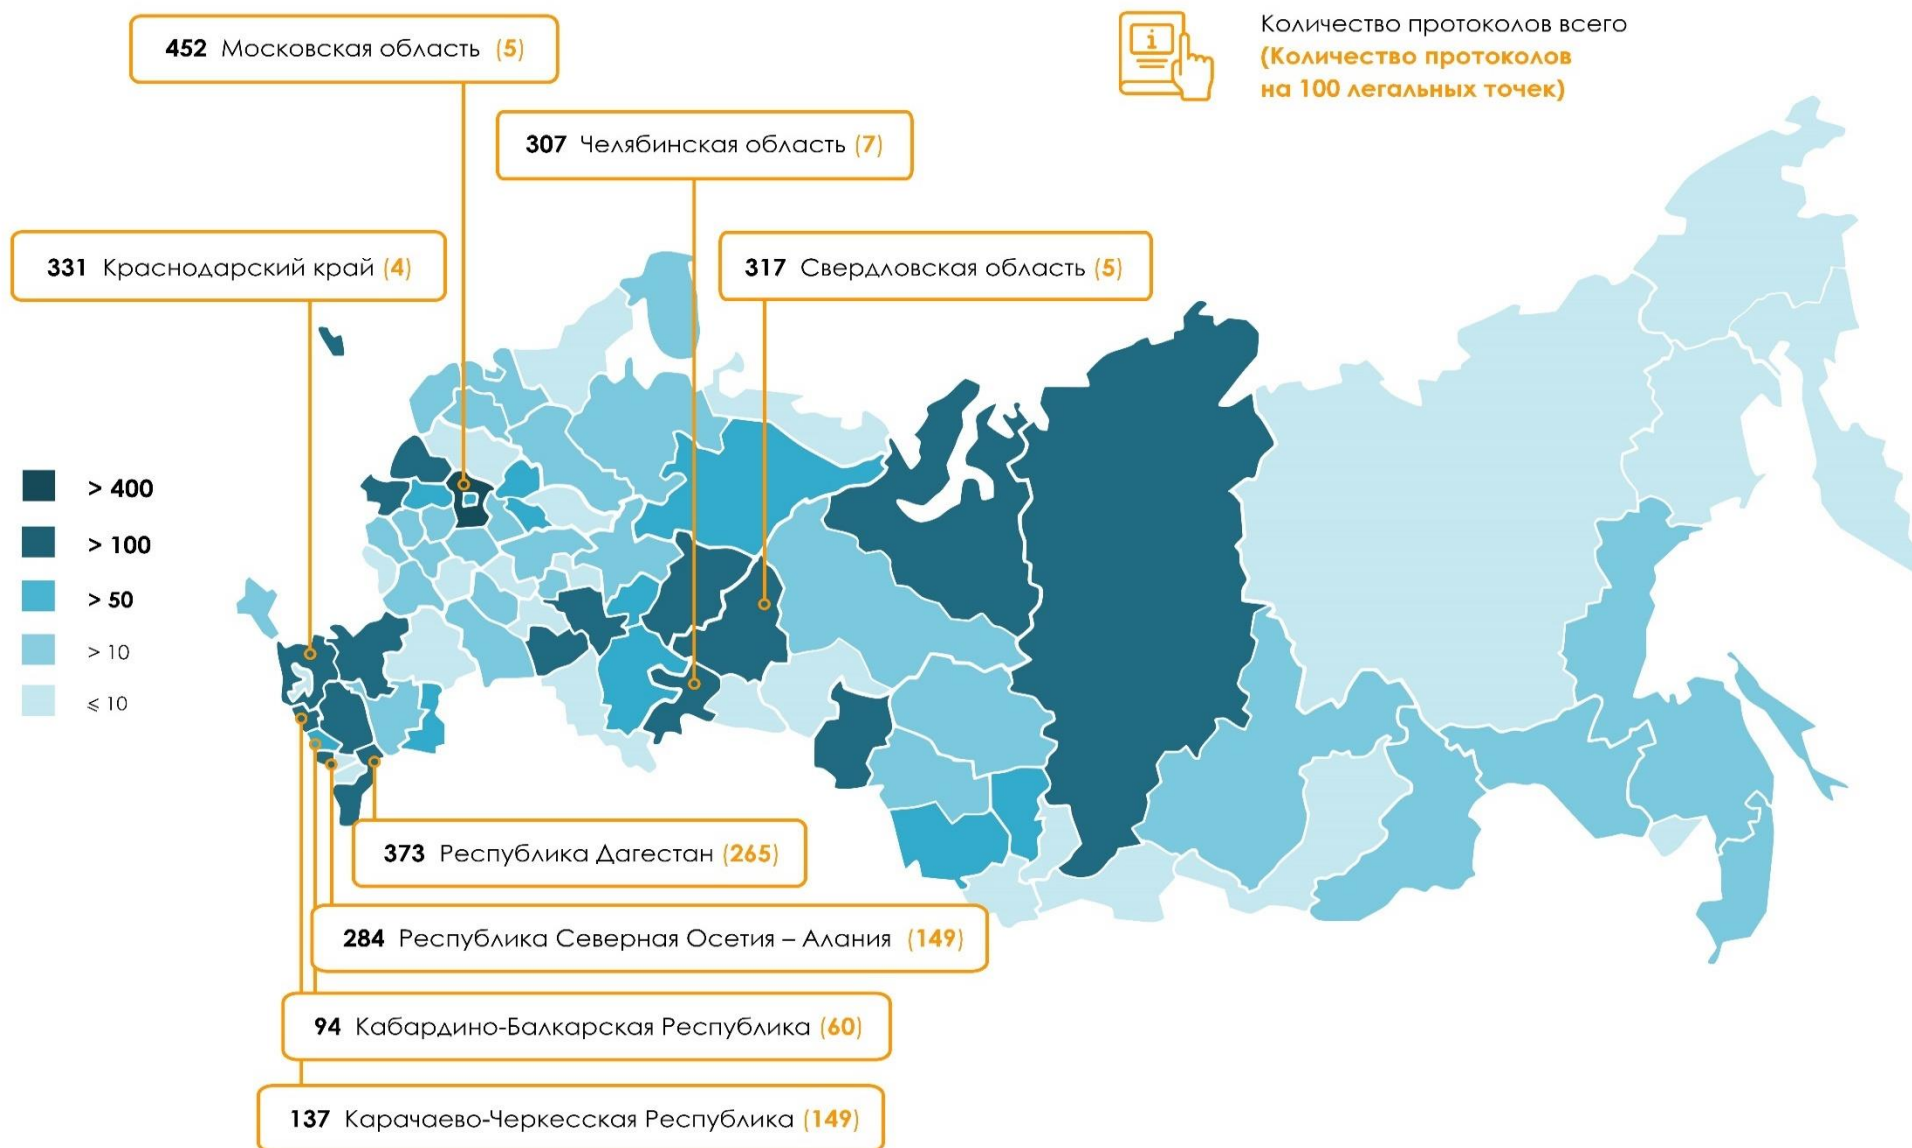 Количество протоколов всего
(Количество протоколов
на 100 легальных точек)
452 Московская область (5)
307 Челябинская область (7)
331 Краснодарский край (4)
317 Свердловская область (5)
> 400
> 100
> 50
> 10
⩽ 10
373 Республика Дагестан (265)
284 Республика Северная Осетия – Алания (149)
94 Кабардино-Балкарская Республика (60)
137 Карачаево-Черкесская Республика (149)